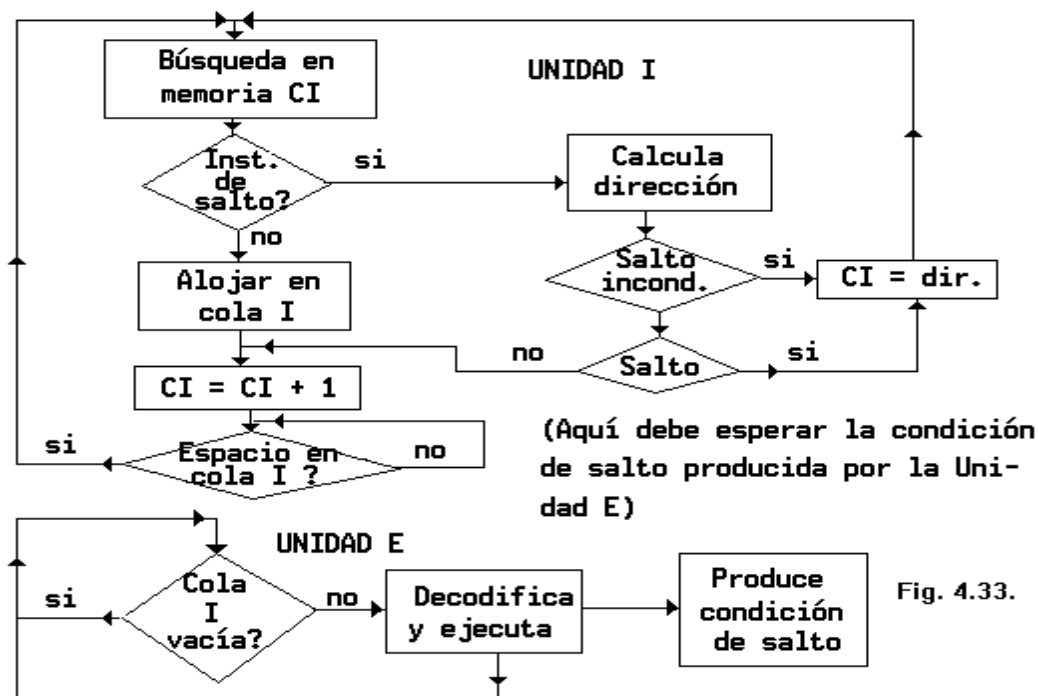 Búsqueda en
memoria CI
UNIDAD I
Inst.
de
salto?
si
Calcula
dirección
no
Salto
incond.
si
CI = dir.
Alojar en
cola I
no
Salto
si
CI = CI + 1
si
Espacio en
cola I ?
no
(Aquí debe esperar la condición
de salto producida por la Uni-
dad E)
UNIDAD E
Cola
I
vacía?
si
no
Decodifica
y ejecuta
Produce
condición
de salto
Fig. 4.33.